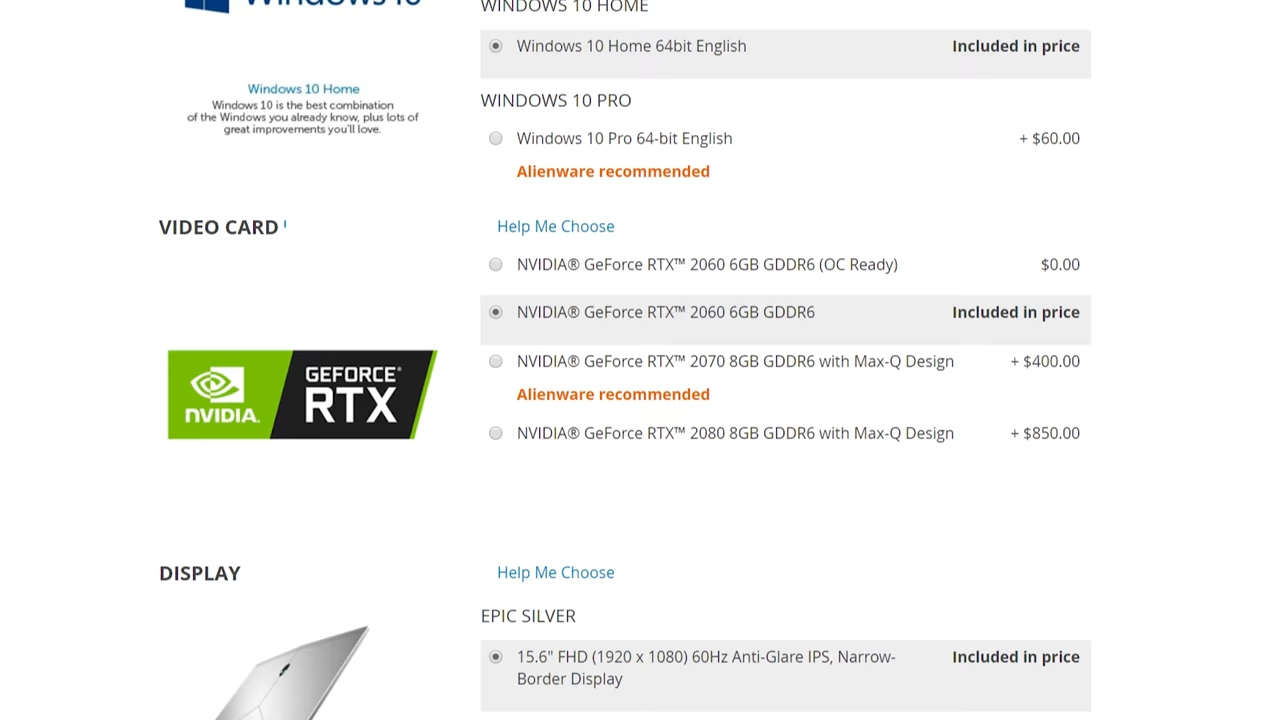 Windows 10
WINDOWS 10 HOME
Windows 10 Home 64bit English Included in price
Windows 10 Home
Windows 10 is the best combination
of the Windows you already know, plus lots of
great improvements you'll love.
WINDOWS 10 PRO
Windows 10 Pro 64-bit English + $60.00
Alienware recommended
VIDEO CARD Help Me Choose
NVIDIA® GeForce RTX™ 2060 6GB GDDR6 (OC Ready) $0.00
NVIDIA® GeForce RTX™ 2060 6GB GDDR6 Included in price
NVIDIA® GeForce RTX™ 2070 8GB GDDR6 with Max-Q Design + $400.00
Alienware recommended
NVIDIA® GeForce RTX™ 2080 8GB GDDR6 with Max-Q Design + $850.00
NVIDIA.
GEFORCE®
RTX
DISPLAY Help Me Choose
EPIC SILVER
15.6" FHD (1920 x 1080) 60Hz Anti-Glare IPS, Narrow- Included in price
Border Display